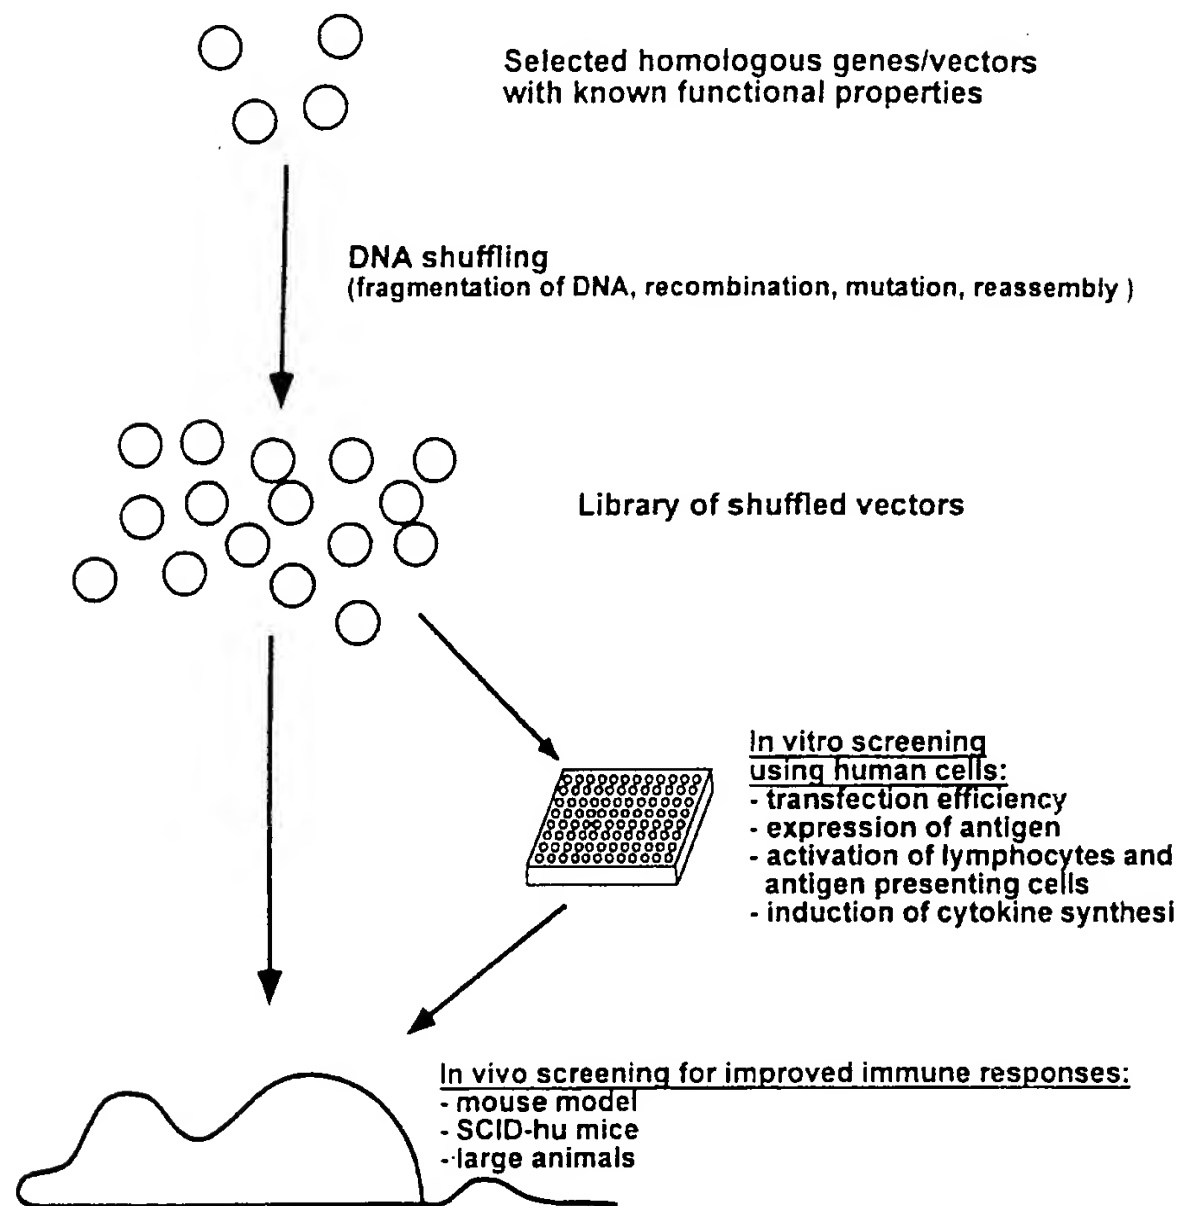 Selected homologous genes/vectors
with known functional properties
DNA shuffling
(fragmentation of DNA, recombination, mutation, reassembly )
Library of shuffled vectors
In vitro screening
using human cells:
- transfection efficiency
- expression of antigen
- activation of lymphocytes and
antigen presenting cells
- induction of cytokine synthesi
In vivo screening for improved immune responses:
- mouse model
- SCID-hu mice
- large animals